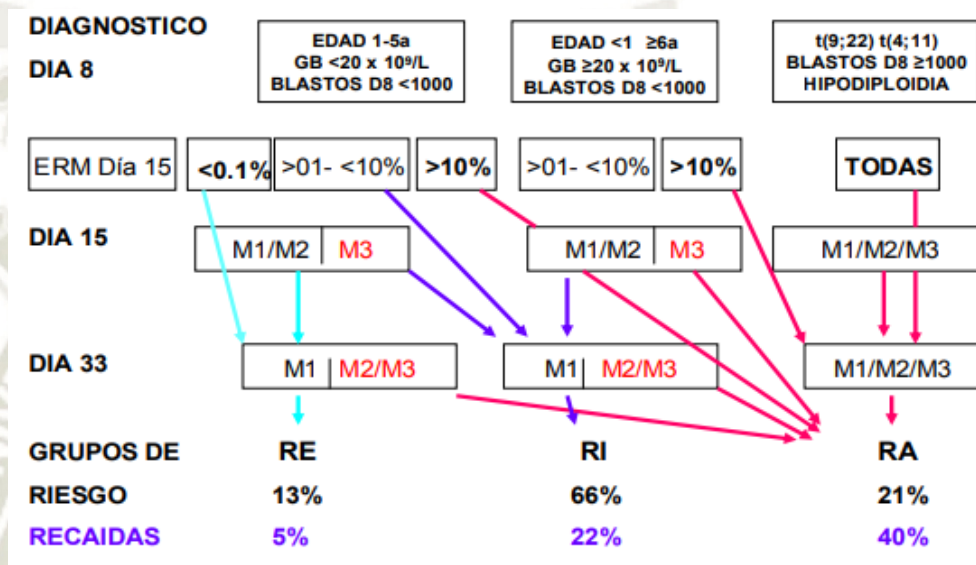 DIAGNOSTICO
DIA 8
EDAD 1-5a
GB <20 x 10⁹/L
BLASTOS D8 <1000
EDAD <1 ≥6a
GB ≥20 x 10⁹/L
BLASTOS D8 <1000
t(9;22) t(4;11)
BLASTOS D8 ≥1000
HIPODIPLOIDIA
ERM Día 15 <0.1% >01- <10% >10% >01- <10% >10% TODAS
DIA 15 M1/M2 M3 M1/M2 M3 M1/M2/M3
DIA 33 M1 M2/M3 M1 M2/M3 M1/M2/M3
GRUPOS DE RE RI RA
RIESGO 13% 66% 21%
RECAIDAS 5% 22% 40%